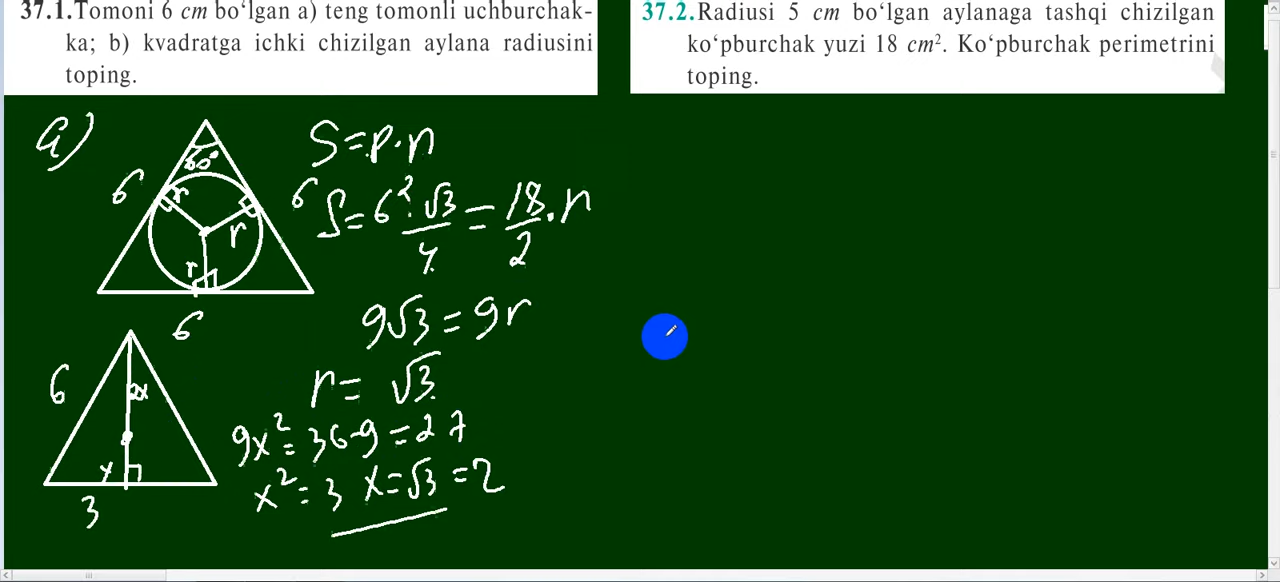 37.1. Tomoni 6 cm bo‘lgan a) teng tomonli uchburchak-
ka; b) kvadratga ichki chizilgan aylana radiusini
toping.
37.2. Radiusi 5 cm bo‘lgan aylanaga tashqi chizilgan
ko‘pburchak yuzi 18 cm². Ko‘pburchak perimetrini
toping.
a)
60°
6
6
r
r
r
6
S=p·r
S=6²·√3/4=18/2·r
9√3=9r
r=√3
6
2x
x
3
9x²=36-9=27
x²=3 x=√3=r